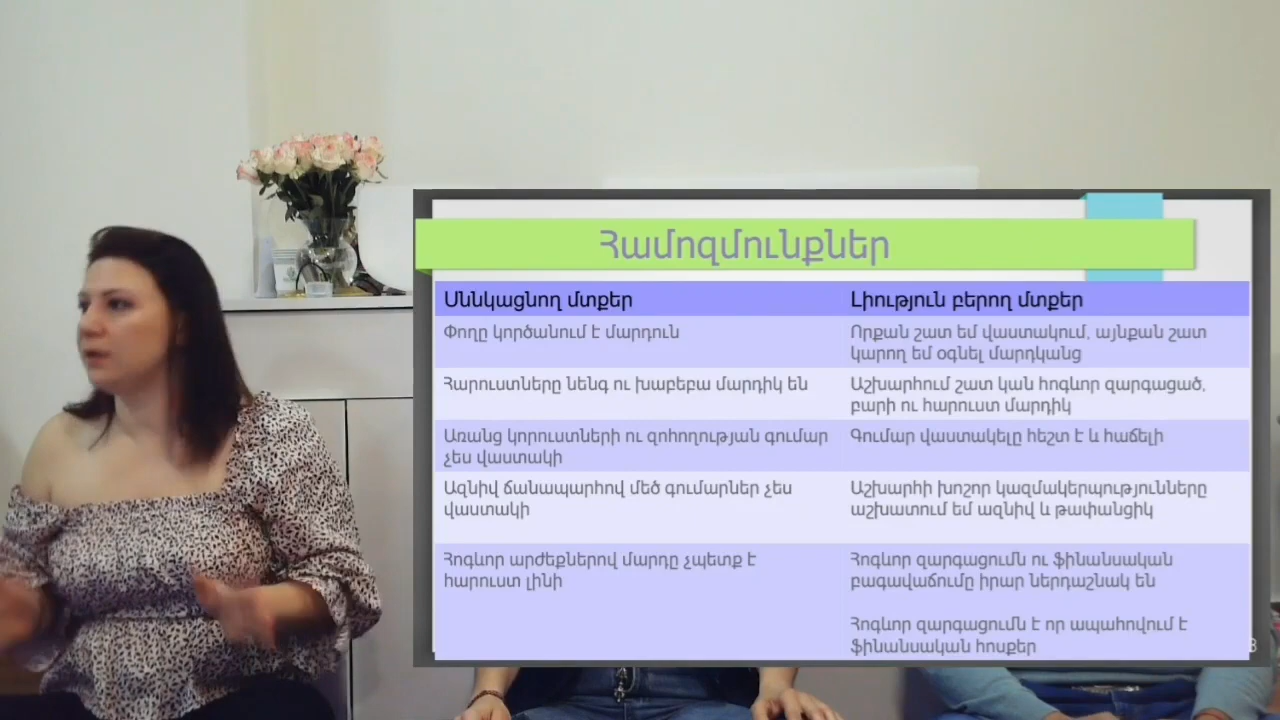 Համոզմունքներ
Սննկացնող մտքեր
Լիություն բերող մտքեր
Փողը կործանում է մարդուն
Որքան շատ եմ վաստակում, այնքան շատ
կարող եմ օգնել մարդկանց
Հարուստները նենգ ու խաբեբա մարդիկ են
Աշխարհում շատ կան հոգևոր զարգացած,
բարի ու հարուստ մարդիկ
Առանց կորուստների ու զոհողության գումար
չես վաստակի
Գումար վաստակելը հեշտ է և հաճելի
Ազնիվ ճանապարհով մեծ գումարներ չես
վաստակի
Աշխարհի խոշոր կազմակերպությունները
աշխատում եմ ազնիվ և թափանցիկ
Հոգևոր արժեքներով մարդը չպետք է
հարուստ լինի
Հոգևոր զարգացումն ու ֆինանսական
բագավաճումը իրար ներդաշնակ են
Հոգևոր զարգացումն է որ ապահովում է
ֆինանսական հոսքեր